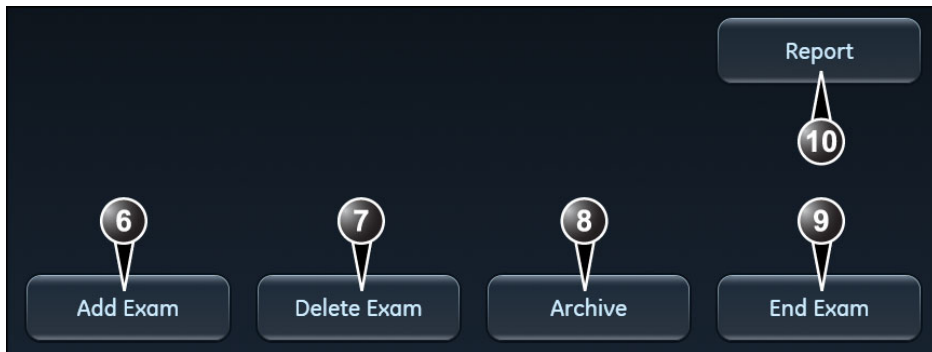 Report
10
6
7
8
9
Add Exam
Delete Exam
Archive
End Exam